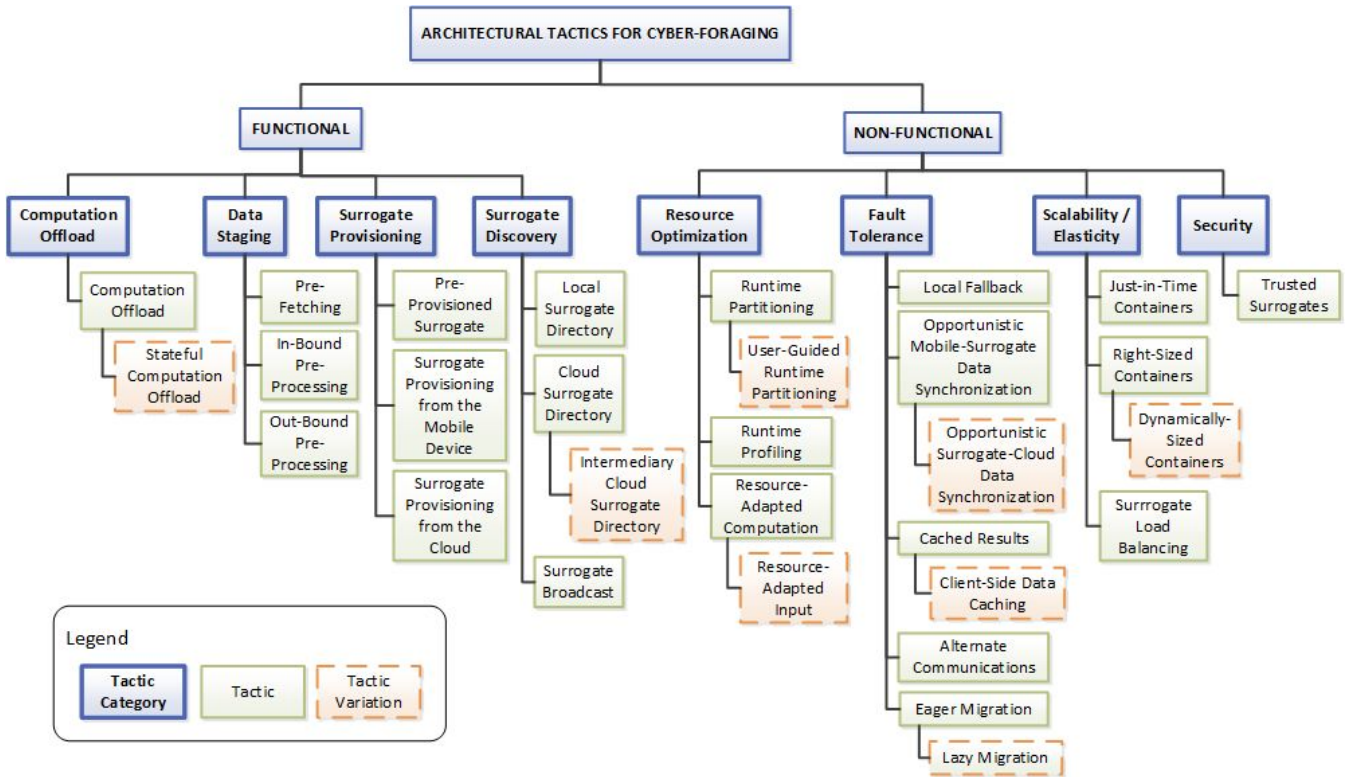 ARCHITECTURAL TACTICS FOR CYBER-FORAGING
FUNCTIONAL
NON-FUNCTIONAL
Computation
Offload
Data
Staging
Surrogate
Provisioning
Surrogate
Discovery
Resource
Optimization
Fault
Tolerance
Scalability /
Elasticity
Security
Computation
Offload
Stateful
Computation
Offload
Pre-
Fetching
In-Bound
Pre-
Processing
Out-Bound
Pre-
Processing
Pre-
Provisioned
Surrogate
Surrogate
Provisioning
from the
Mobile
Device
Surrogate
Provisioning
from the
Cloud
Local
Surrogate
Directory
Cloud
Surrogate
Directory
Intermediary
Cloud
Surrogate
Directory
Surrogate
Broadcast
Runtime
Partitioning
User-Guided
Runtime
Partitioning
Runtime
Profiling
Resource-
Adapted
Computation
Resource-
Adapted
Input
Local Fallback
Opportunistic
Mobile-Surrogate
Data
Synchronization
Opportunistic
Surrogate-Cloud
Data
Synchronization
Cached Results
Client-Side Data
Caching
Alternate
Communications
Eager Migration
Lazy Migration
Just-in-Time
Containers
Right-Sized
Containers
Dynamically-
Sized
Containers
Surrrogate
Load
Balancing
Trusted
Surrogates
Legend
Tactic
Category
Tactic
Tactic
Variation